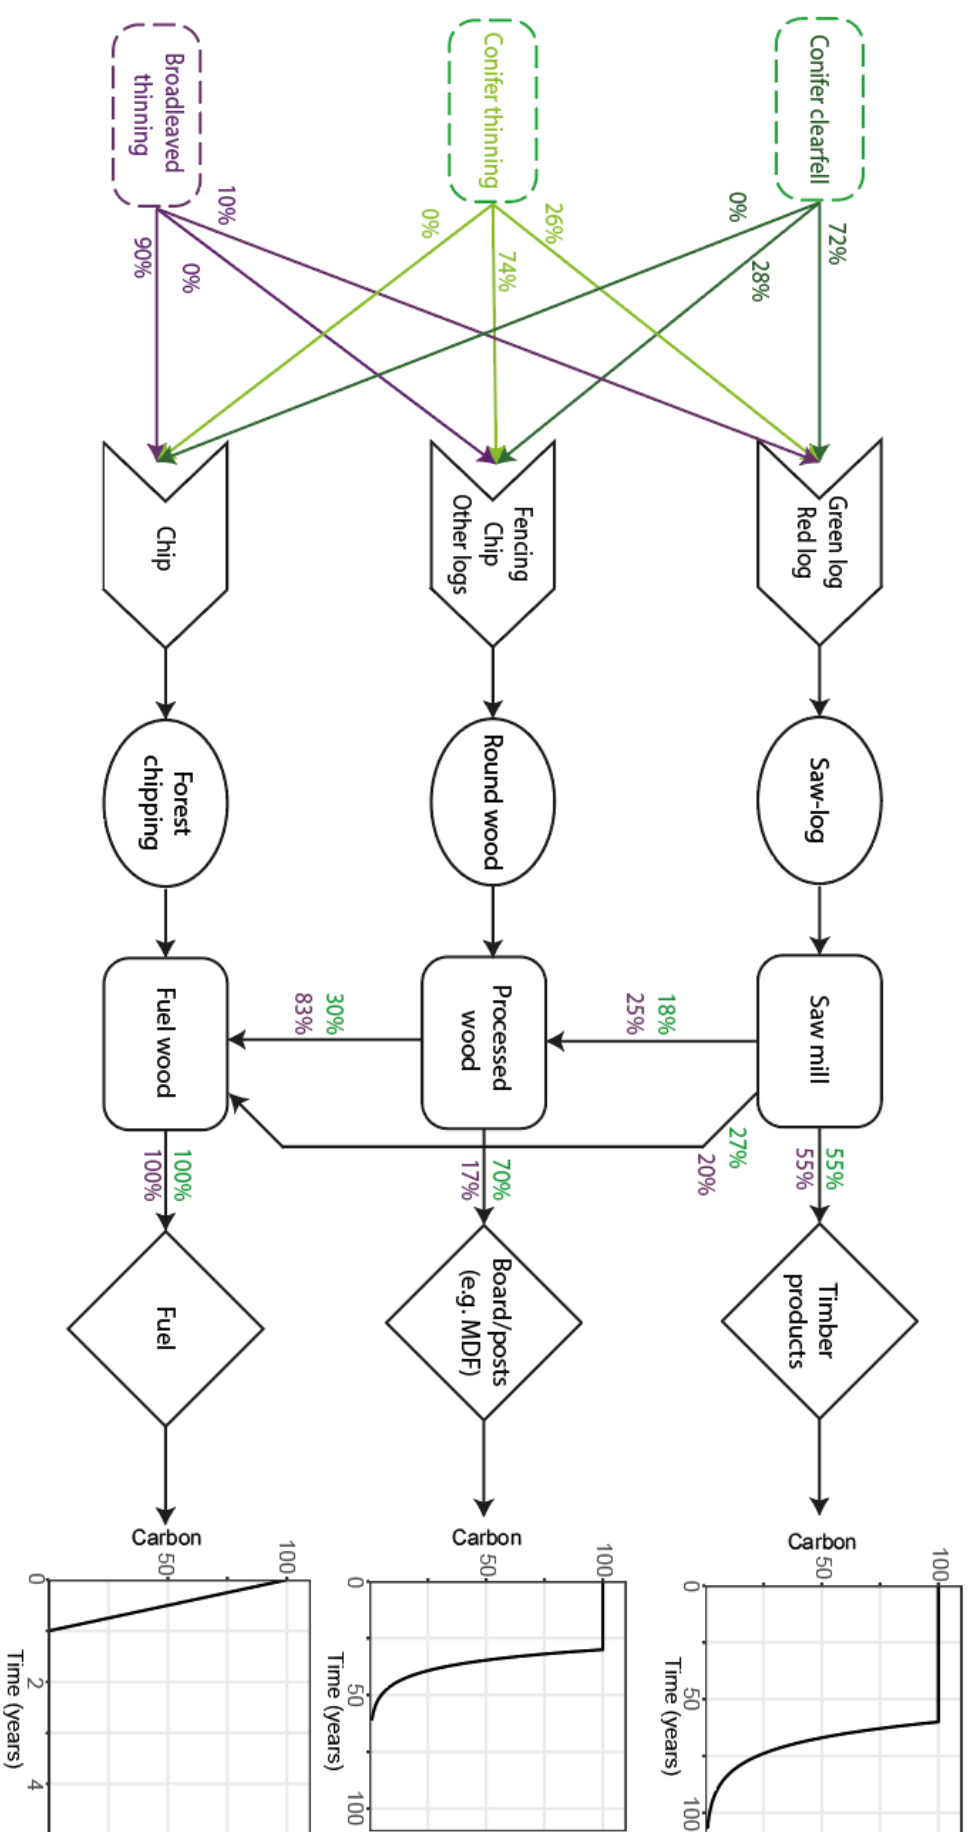 Conifer clearfell
72%
28%
0%
Green log
Red log
Saw-log
Saw mill
55%
55%
18%
25%
27%
20%
Timber
products
Carbon
100
50
0
50
100
Time (years)
Conifer thinning
26%
74%
0%
Fencing
Chip
Other logs
Round wood
Processed
wood
70%
17%
30%
83%
Board/posts
(e.g. MDF)
Carbon
100
50
0
50
100
Time (years)
Broadleaved
thinning
10%
0%
90%
Chip
Forest
chipping
Fuel wood
100%
100%
Fuel
Carbon
100
50
0
2
4
Time (years)